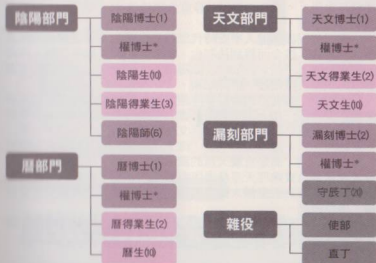 陰陽部門
陰陽博士(1)
權博士*
陰陽生(10)
陰陽得業生(3)
陰陽師(6)
曆部門
曆博士(1)
權博士*
曆得業生(2)
曆生(10)
天文部門
天文博士(1)
權博士*
天文得業生(2)
天文生(10)
漏刻部門
漏刻博士(2)
權博士*
守辰丁(20)
雜役
使部
直丁